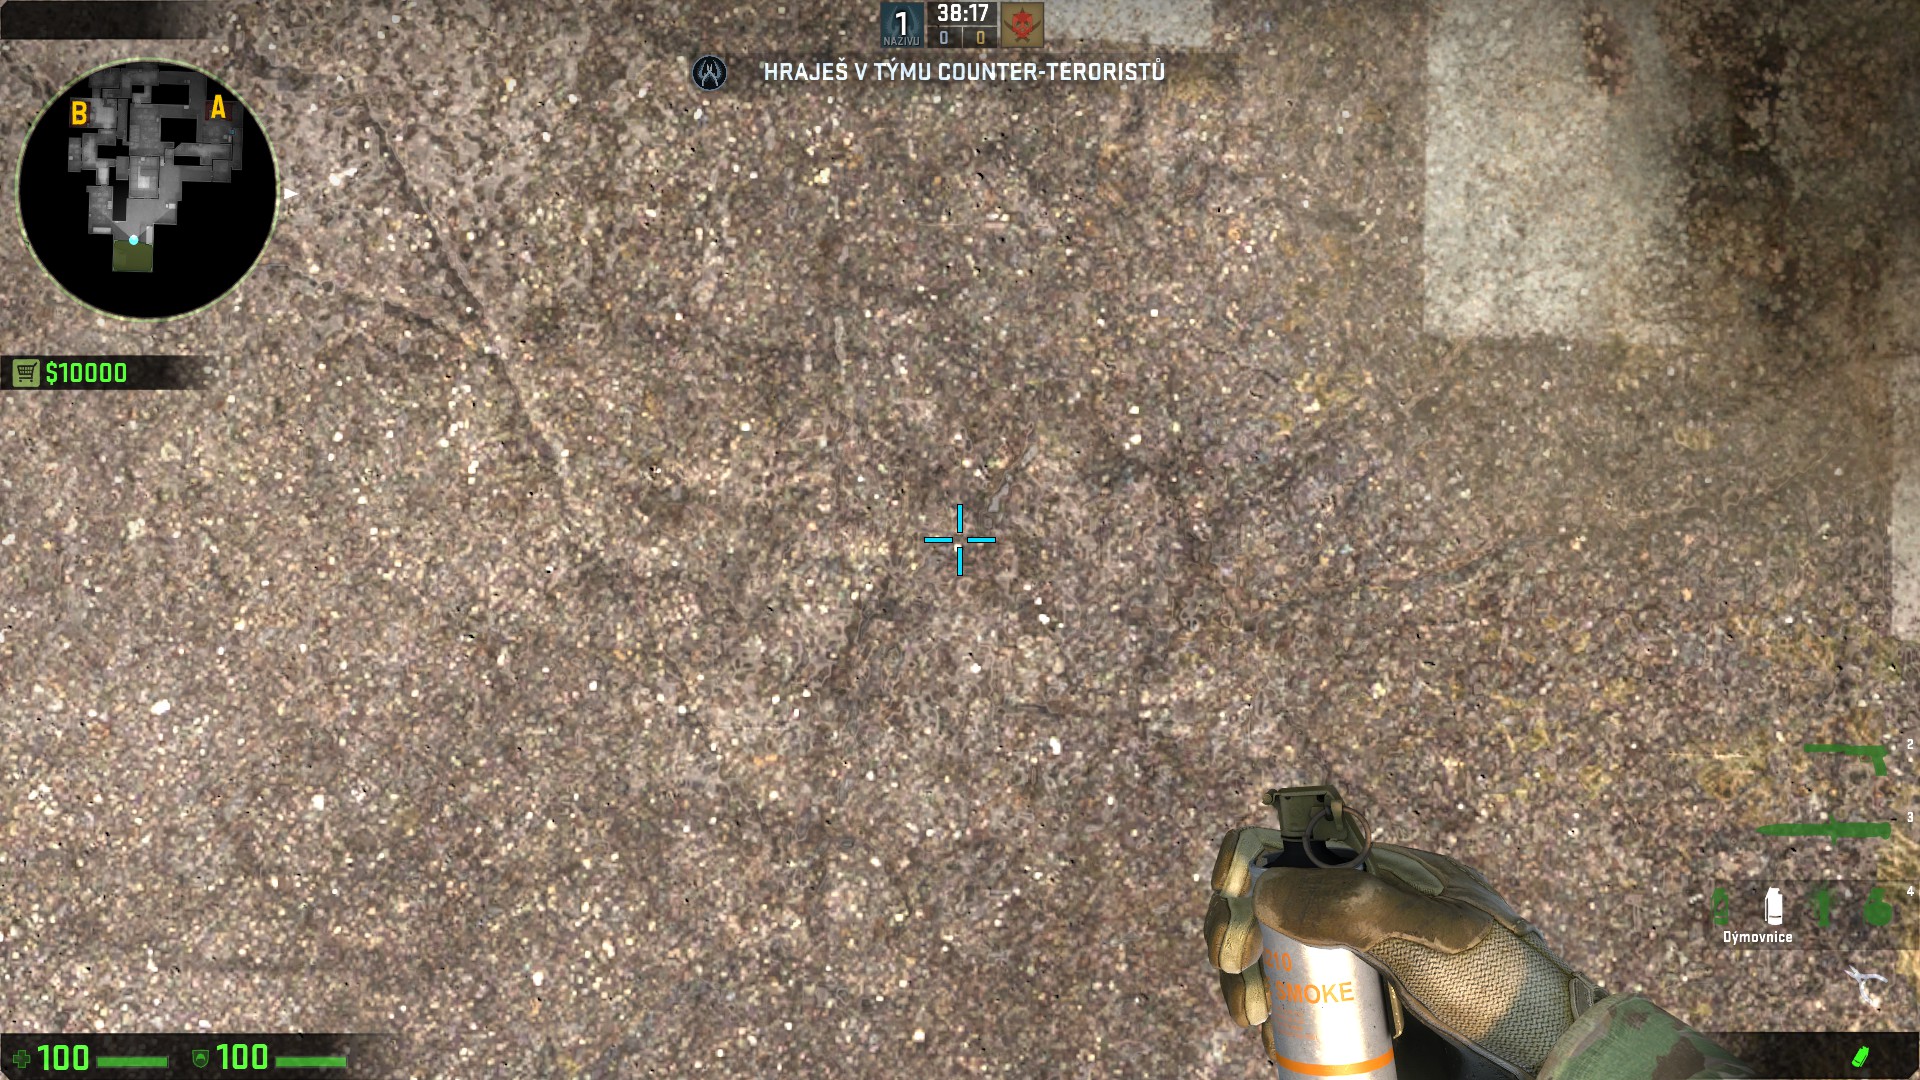 1
NAŽIVU
38:17
0
0
HRAJEŠ V TÝMU COUNTER-TERORISTŮ
B
A
$10000
2
3
4
Dýmovnice
SMOKE
100
100